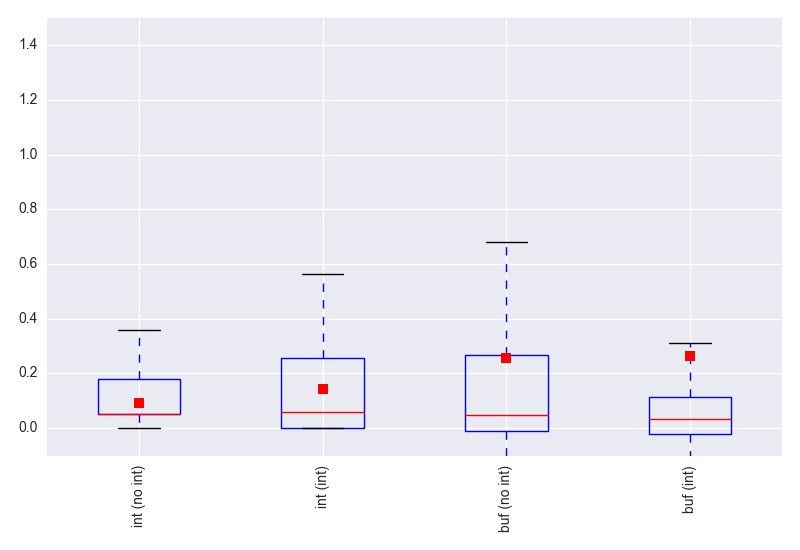 1.4
1.2
1.0
0.8
0.6
0.4
0.2
0.0
int (no int)
int (int)
buf (no int)
buf (int)